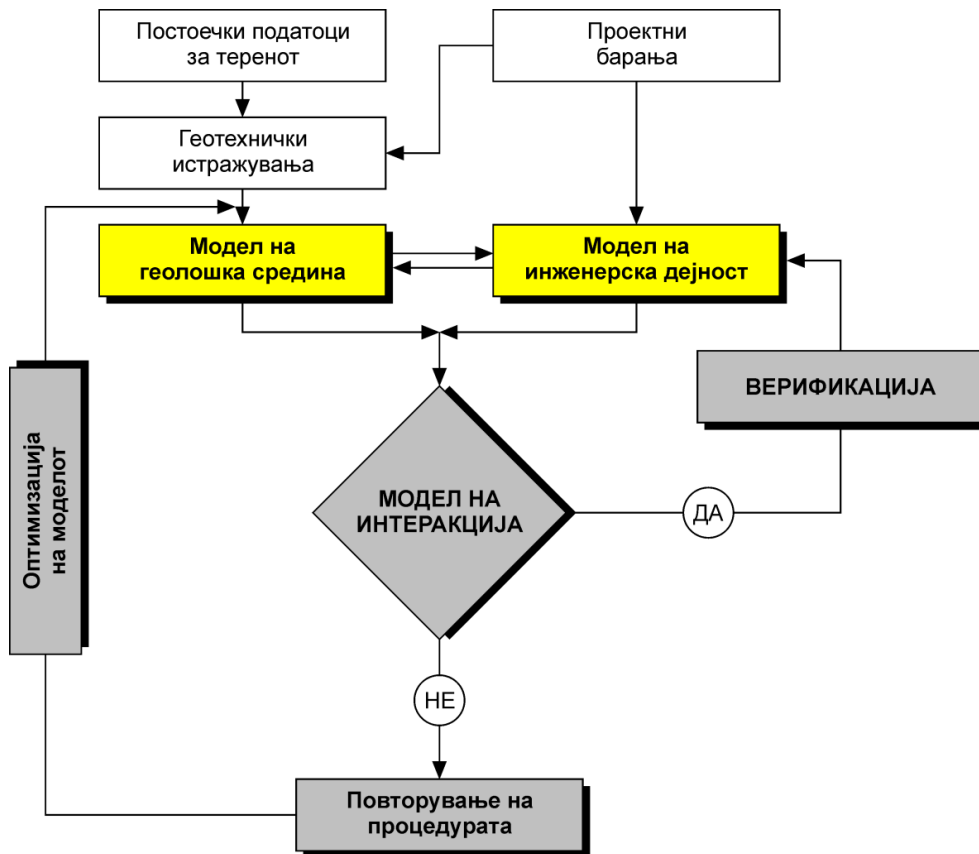 Постоечки податоци
за теренот
Проектни
барања
Геотехнички
истражувања
Модел на
геолошка средина
Модел на
инженерска дејност
ВЕРИФИКАЦИЈА
Оптимизација
на моделот
МОДЕЛ НА
ИНТЕРАКЦИЈА
ДА
НЕ
Повторување на
процедурата